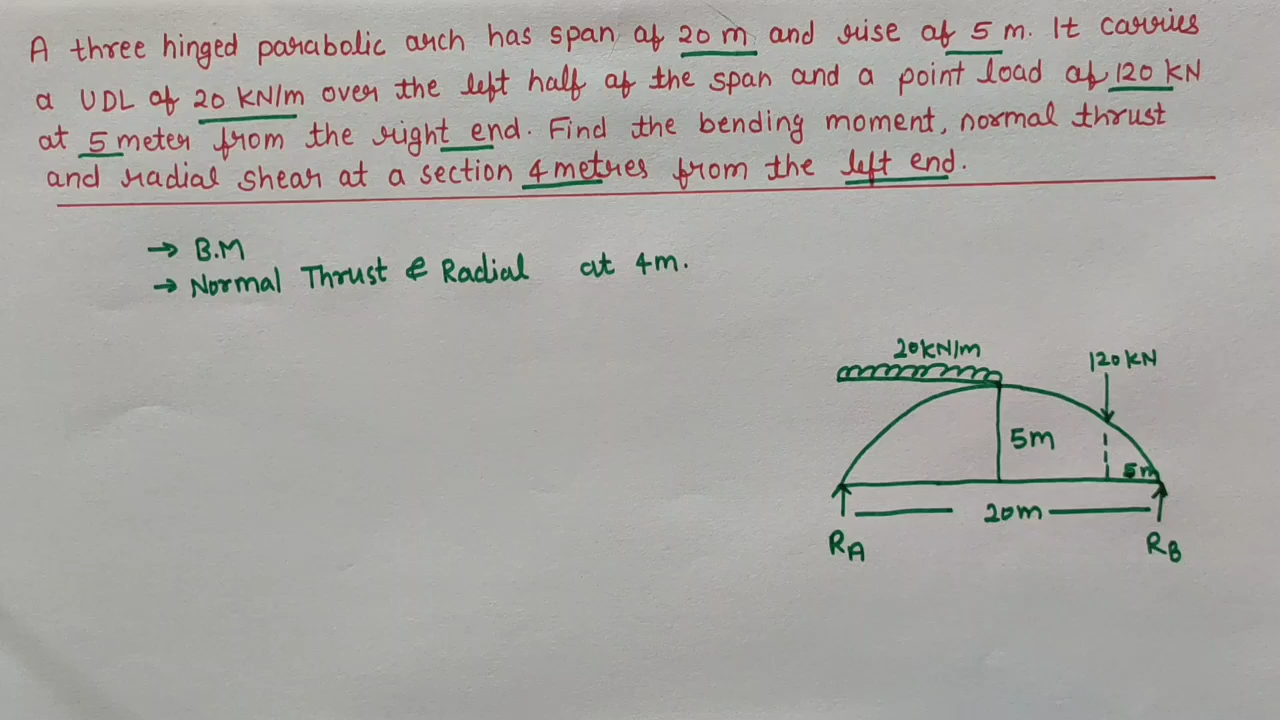 A three hinged parabolic arch has span of 20 m and rise of 5 m. It carries
a UDL of 20 KN/m over the left half of the span and a point load of 120 KN
at 5 meter from the right end. Find the bending moment, normal thrust
and radial shear at a section 4 metres from the left end.
→ B.M
→ Normal Thrust & Radial at 4m.
20KN/m
120KN
5m
5m
20m
RA
RB